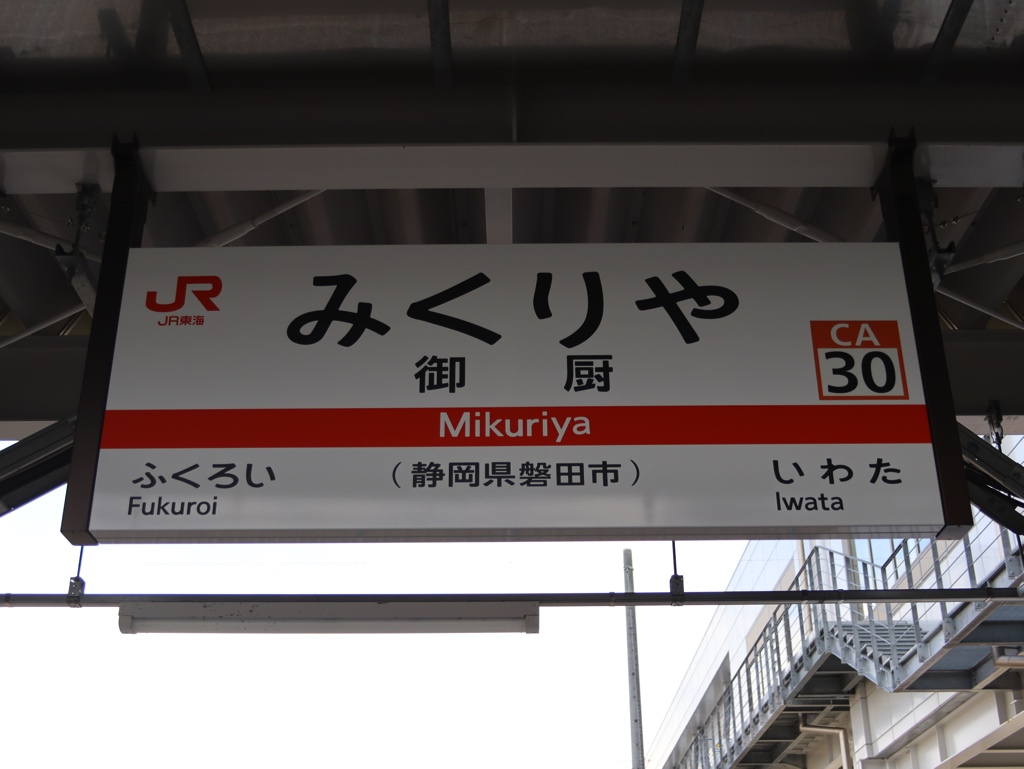 JR
JR東海
みくりや
御厨
CA
30
Mikuriya
ふくろい
Fukuroi
（静岡県磐田市）
いわた
Iwata